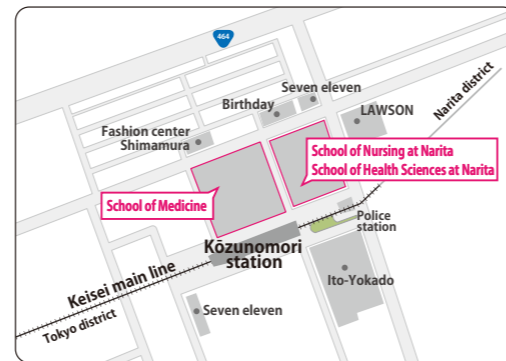 464
Seven eleven
Birthday
LAWSON
Narita district
Fashion center
Shimamura
School of Nursing at Narita
School of Health Sciences at Narita
School of Medicine
Police
station
Kōzunomori
station
Keisei main line
Tokyo district
Ito-Yokado
Seven eleven